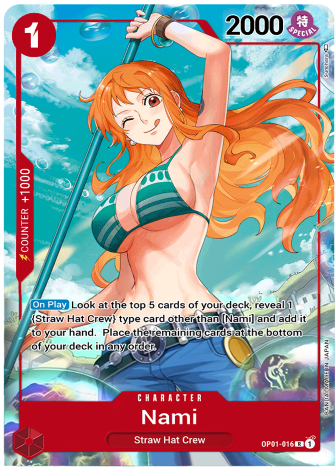 1
2000
特
SPECIAL
COUNTER +1000
On Play Look at the top 5 cards of your deck, reveal 1
{Straw Hat Crew} type card other than [Nami] and add it
to your hand. Place the remaining cards at the bottom
of your deck in any order.
CHARACTER
Nami
Straw Hat Crew
OP01-016 R 1